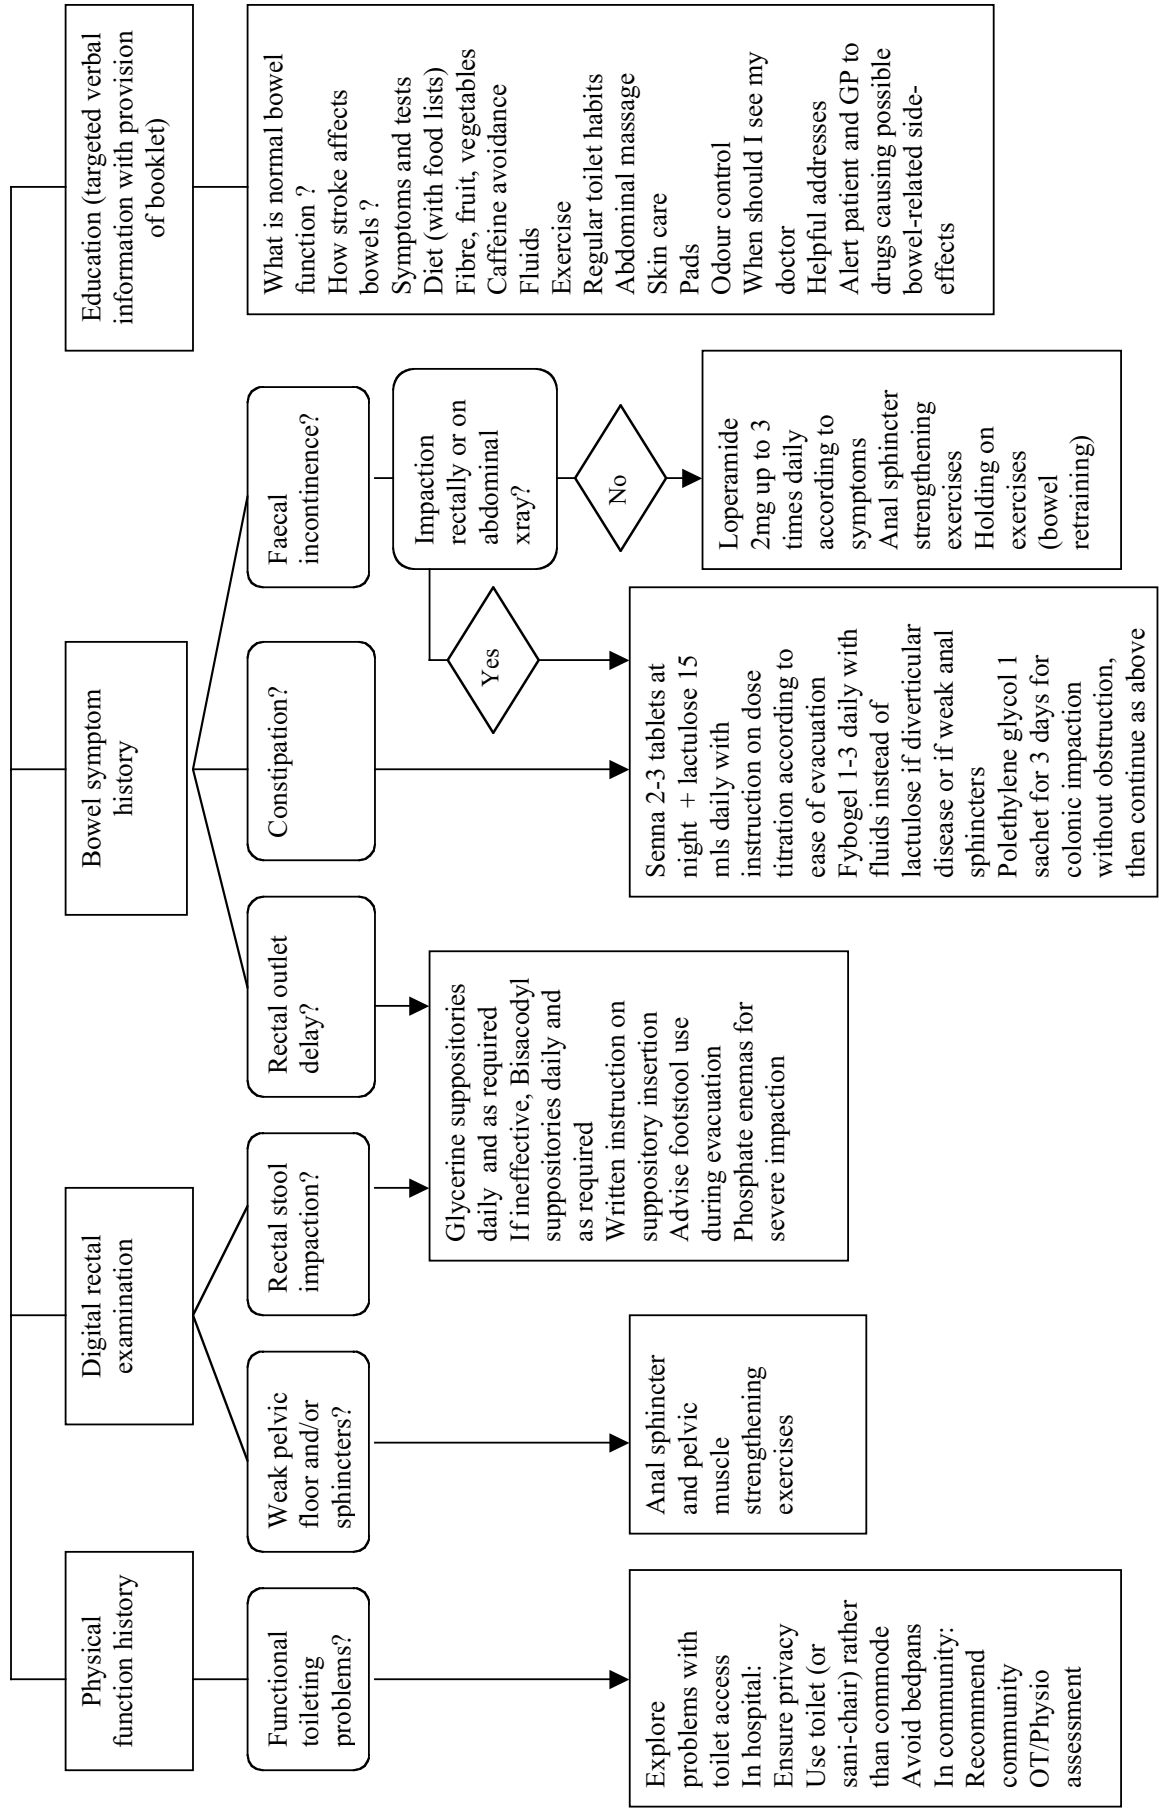 Physical
function history
Digital rectal
examination
Bowel symptom
history
Education (targeted verbal
information with provision
of booklet)
Functional
toileting
problems?
Weak pelvic
floor and/or
sphincters?
Rectal stool
impaction?
Rectal outlet
delay?
Constipation?
Faecal
incontinence?
Impaction
rectally or on
abdominal
xray?
Yes
No
Explore
problems with
toilet access
In hospital:
Ensure privacy
Use toilet (or
sani-chair) rather
than commode
Avoid bedpans
In community:
Recommend
community
OT/Physio
assessment
Anal sphincter
and pelvic
muscle
strengthening
exercises
Glycerine suppositories
daily and as required
If ineffective, Bisacodyl
suppositories daily and
as required
Written instruction on
suppository insertion
Advise footstool use
during evacuation
Phosphate enemas for
severe impaction
Senna 2-3 tablets at
night + lactulose 15
mls daily with
instruction on dose
titration according to
ease of evacuation
Fybogel 1-3 daily with
fluids instead of
lactulose if diverticular
disease or if weak anal
sphincters
Polethylene glycol 1
sachet for 3 days for
colonic impaction
without obstruction,
then continue as above
Loperamide
2mg up to 3
times daily
according to
symptoms
Anal sphincter
strengthening
exercises
Holding on
exercises
(bowel
retraining)
What is normal bowel
function ?
How stroke affects
bowels ?
Symptoms and tests
Diet (with food lists)
Fibre, fruit, vegetables
Caffeine avoidance
Fluids
Exercise
Regular toilet habits
Abdominal massage
Skin care
Pads
Odour control
When should I see my
doctor
Helpful addresses
Alert patient and GP to
drugs causing possible
bowel-related side-
effects